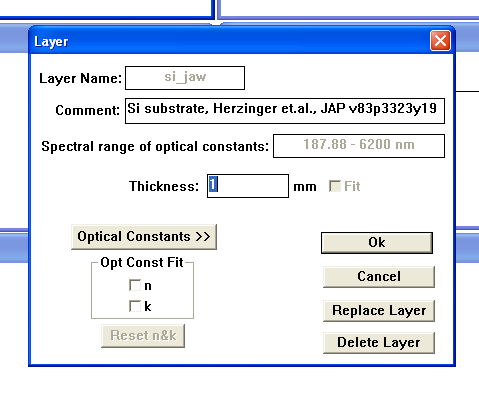 Layer
Layer Name: si_jaw
Comment: Si substrate, Herzinger et.al., JAP v83p3323y19
Spectral range of optical constants: 187.88 - 6200 nm
Thickness: 1 mm Fit
Optical Constants >>
Ok
Opt Const Fit
n
Cancel
k
Replace Layer
Reset n&k
Delete Layer